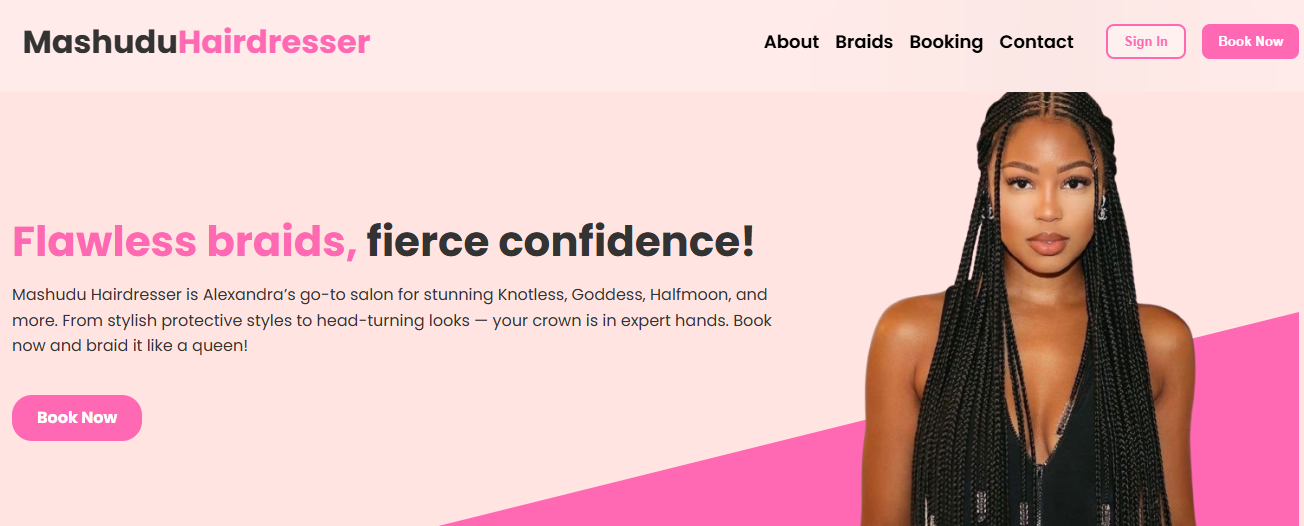 MashuduHairdresser
About Braids Booking Contact Sign In Book Now
Flawless braids, fierce confidence!
Mashudu Hairdresser is Alexandra’s go-to salon for stunning Knotless, Goddess, Halfmoon, and
more. From stylish protective styles to head-turning looks — your crown is in expert hands. Book
now and braid it like a queen!
Book Now